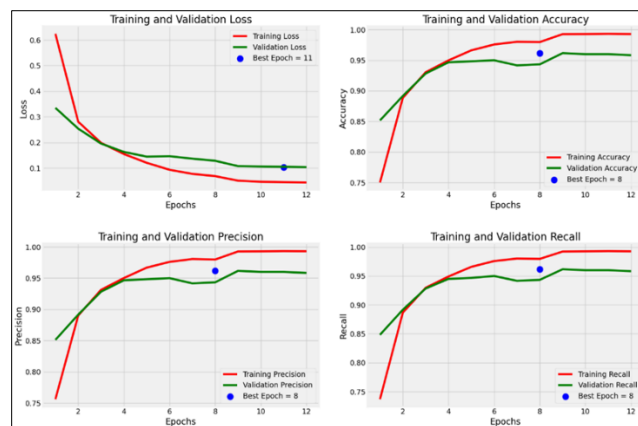 Training and Validation Loss
0.6
0.5
0.4
0.3
0.2
0.1
Loss
Training Loss
Validation Loss
Best Epoch = 11
2 4 6 8 10 12
Epochs
Training and Validation Accuracy
1.00
0.95
0.90
0.85
0.80
0.75
Accuracy
Training Accuracy
Validation Accuracy
Best Epoch = 8
2 4 6 8 10 12
Epochs
Training and Validation Precision
1.00
0.95
0.90
0.85
0.80
0.75
Precision
Training Precision
Validation Precision
Best Epoch = 8
2 4 6 8 10 12
Epochs
Training and Validation Recall
1.00
0.95
0.90
0.85
0.80
0.75
Recall
Training Recall
Validation Recall
Best Epoch = 8
2 4 6 8 10 12
Epochs